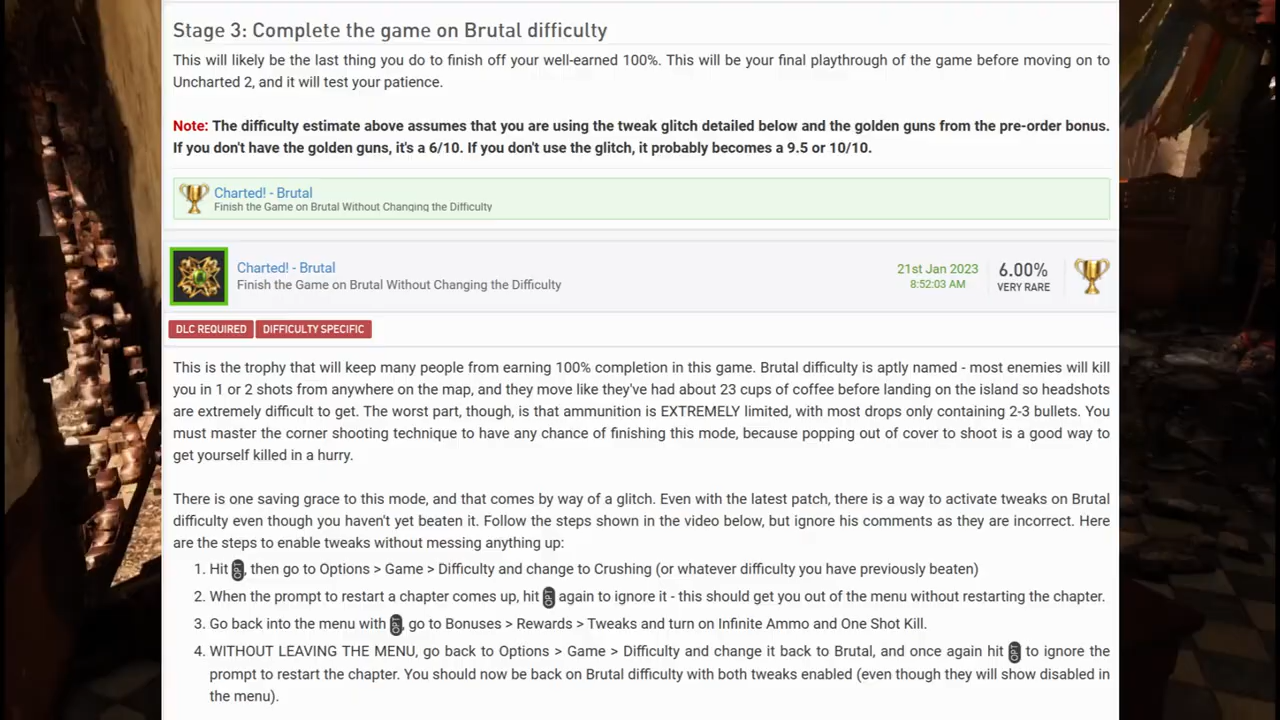 Stage 3: Complete the game on Brutal difficulty
This will likely be the last thing you do to finish off your well-earned 100%. This will be your final playthrough of the game before moving on to
Uncharted 2, and it will test your patience.
Note: The difficulty estimate above assumes that you are using the tweak glitch detailed below and the golden guns from the pre-order bonus.
If you don't have the golden guns, it's a 6/10. If you don't use the glitch, it probably becomes a 9.5 or 10/10.
Charted! - Brutal
Finish the Game on Brutal Without Changing the Difficulty
Charted! - Brutal
Finish the Game on Brutal Without Changing the Difficulty
21st Jan 2023
8:52:03 AM
6.00%
VERY RARE
DLC REQUIRED DIFFICULTY SPECIFIC
This is the trophy that will keep many people from earning 100% completion in this game. Brutal difficulty is aptly named - most enemies will kill
you in 1 or 2 shots from anywhere on the map, and they move like they've had about 23 cups of coffee before landing on the island so headshots
are extremely difficult to get. The worst part, though, is that ammunition is EXTREMELY limited, with most drops only containing 2-3 bullets. You
must master the corner shooting technique to have any chance of finishing this mode, because popping out of cover to shoot is a good way to
get yourself killed in a hurry.
There is one saving grace to this mode, and that comes by way of a glitch. Even with the latest patch, there is a way to activate tweaks on Brutal
difficulty even though you haven't yet beaten it. Follow the steps shown in the video below, but ignore his comments as they are incorrect. Here
are the steps to enable tweaks without messing anything up:
1. Hit OPT, then go to Options > Game > Difficulty and change to Crushing (or whatever difficulty you have previously beaten)
2. When the prompt to restart a chapter comes up, hit OPT again to ignore it - this should get you out of the menu without restarting the chapter.
3. Go back into the menu with OPT, go to Bonuses > Rewards > Tweaks and turn on Infinite Ammo and One Shot Kill.
4. WITHOUT LEAVING THE MENU, go back to Options > Game > Difficulty and change it back to Brutal, and once again hit OPT to ignore the
prompt to restart the chapter. You should now be back on Brutal difficulty with both tweaks enabled (even though they will show disabled in
the menu).